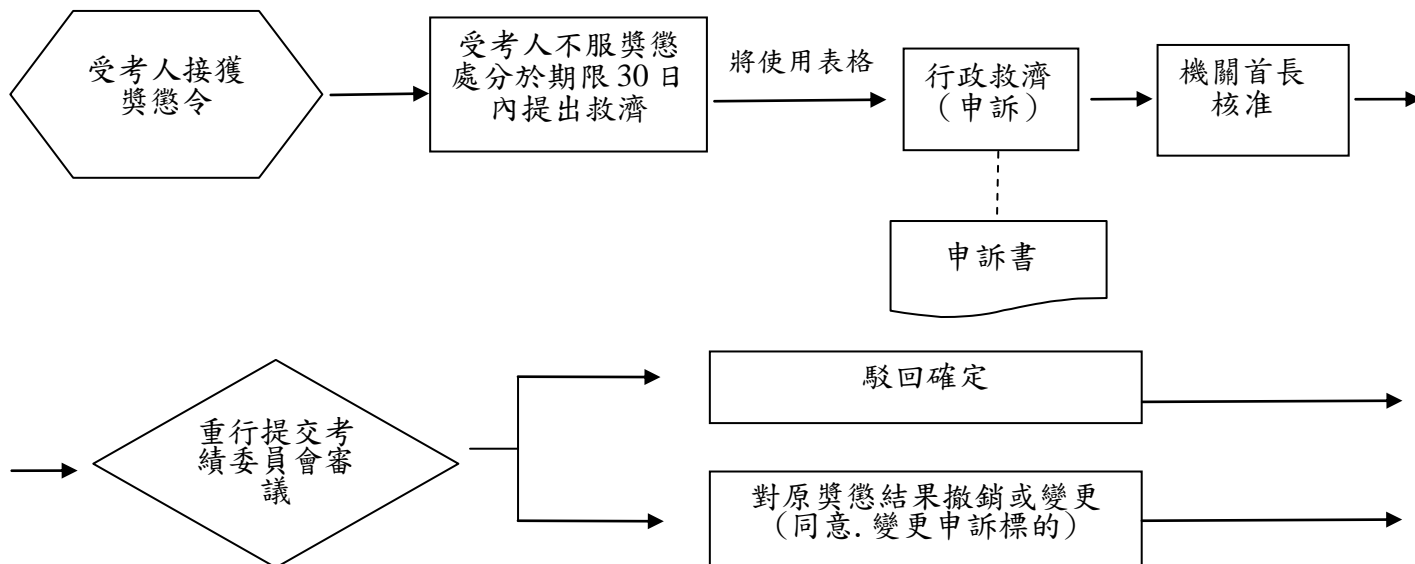 受考人接獲
獎懲令
受考人不服獎懲
處分於期限 30 日
內提出救濟
將使用表格
行政救濟
（申訴）
機關首長
核准
申訴書
重行提交考
績委員會審
議
駁回確定
對原獎懲結果撤銷或變更
（同意. 變更申訴標的）